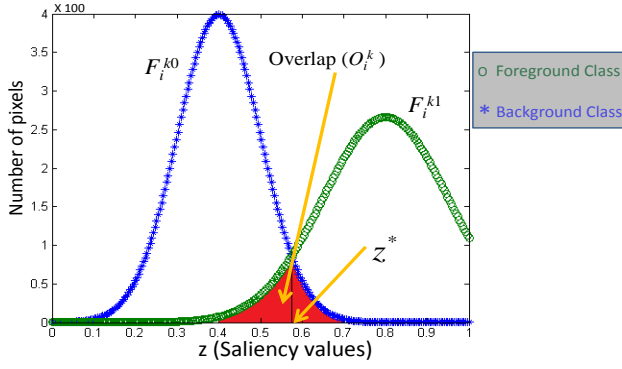 4 x 100
3.5
3
2.5
2
1.5
1
0.5
0
0 0.1 0.2 0.3 0.4 0.5 0.6 0.7 0.8 0.9 1
Number of pixels
z (Saliency values)
F_i^{k0}
Overlap (O_i^k)
F_i^{k1}
z^*
o Foreground Class
* Background Class